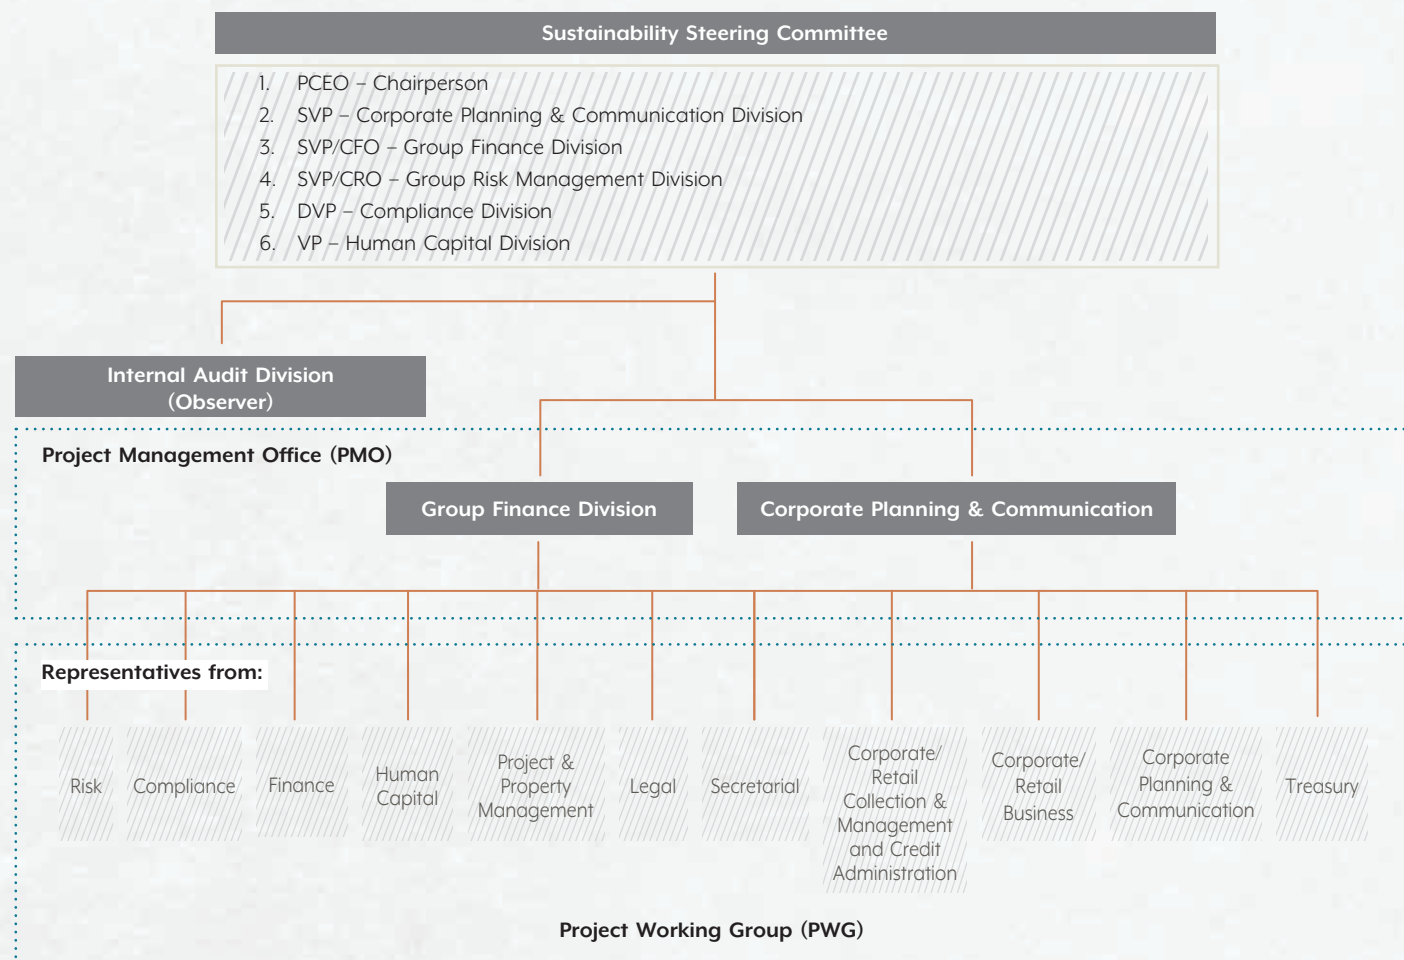 Sustainability Steering Committee
1. PCEO – Chairperson
2. SVP – Corporate Planning & Communication Division
3. SVP/CFO – Group Finance Division
4. SVP/CRO – Group Risk Management Division
5. DVP – Compliance Division
6. VP – Human Capital Division
Internal Audit Division
(Observer)
Project Management Office (PMO)
Group Finance Division
Corporate Planning & Communication
Representatives from:
Risk
Compliance
Finance
Human
Capital
Project &
Property
Management
Legal
Secretarial
Corporate/
Retail
Collection &
Management
and Credit
Administration
Corporate/
Retail
Business
Corporate
Planning &
Communication
Treasury
Project Working Group (PWG)